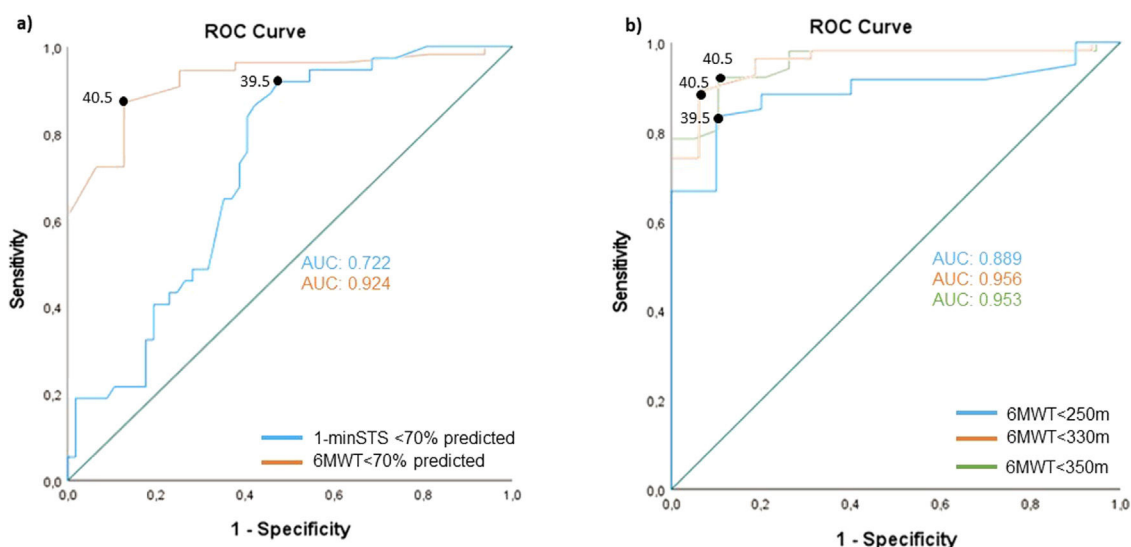 a)
ROC Curve
1,0
0,8
0,6
0,4
0,2
0,0
Sensitivity
40.5
39.5
AUC: 0.722
AUC: 0.924
1-minSTS <70% predicted
6MWT<70% predicted
0,0 0,2 0,4 0,6 0,8 1,0
1 - Specificity
b)
ROC Curve
1,0
0,8
0,6
0,4
0,2
0,0
Sensitivity
40.5
40.5
39.5
AUC: 0.889
AUC: 0.956
AUC: 0.953
6MWT<250m
6MWT<330m
6MWT<350m
0,0 0,2 0,4 0,6 0,8 1,0
1 - Specificity